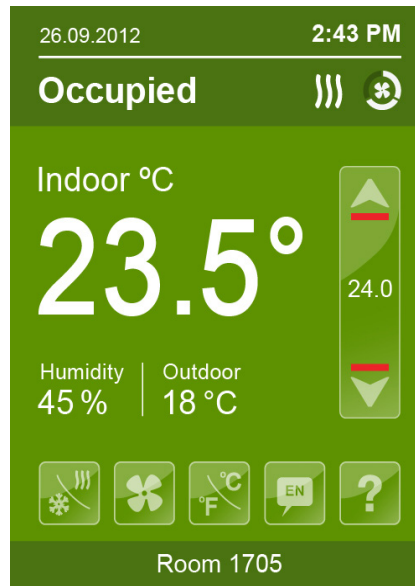 26.09.2012 2:43 PM
Occupied
Indoor ºC
23.5°
24.0
Humidity Outdoor
45 % 18 °C
°F °C EN ?
Room 1705